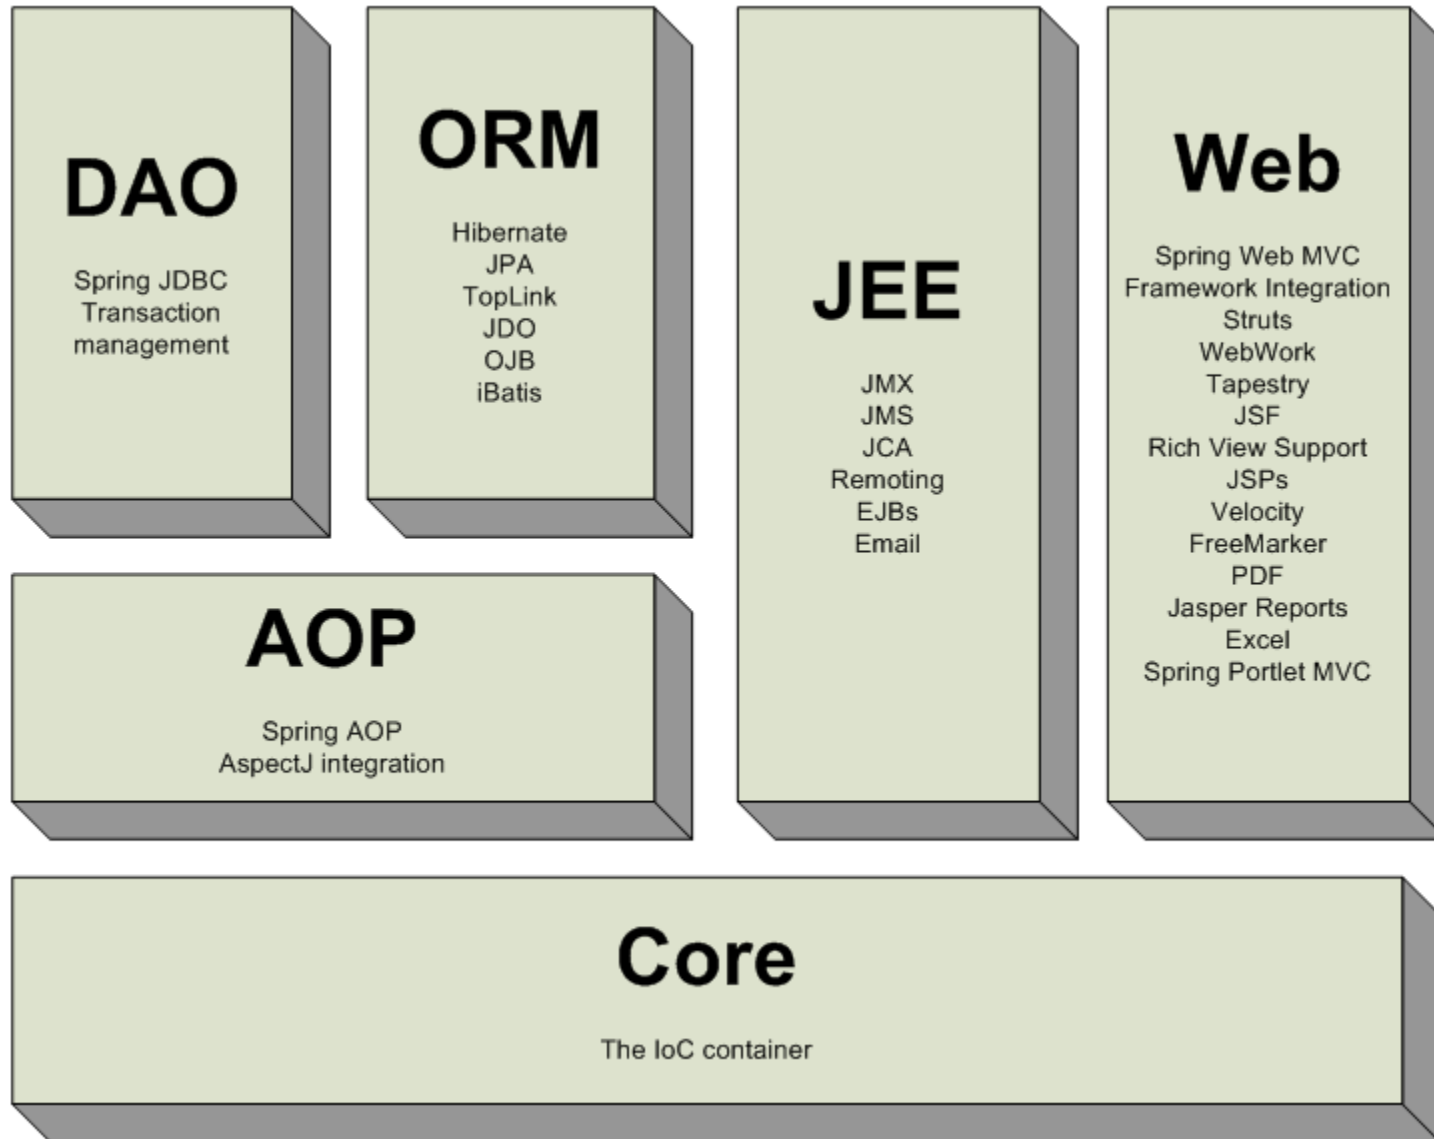 DAO
Spring JDBC
Transaction
management
ORM
Hibernate
JPA
TopLink
JDO
OJB
iBatis
JEE
JMX
JMS
JCA
Remoting
EJBs
Email
Web
Spring Web MVC
Framework Integration
Struts
WebWork
Tapestry
JSF
Rich View Support
JSPs
Velocity
FreeMarker
PDF
Jasper Reports
Excel
Spring Portlet MVC
AOP
Spring AOP
AspectJ integration
Core
The IoC container